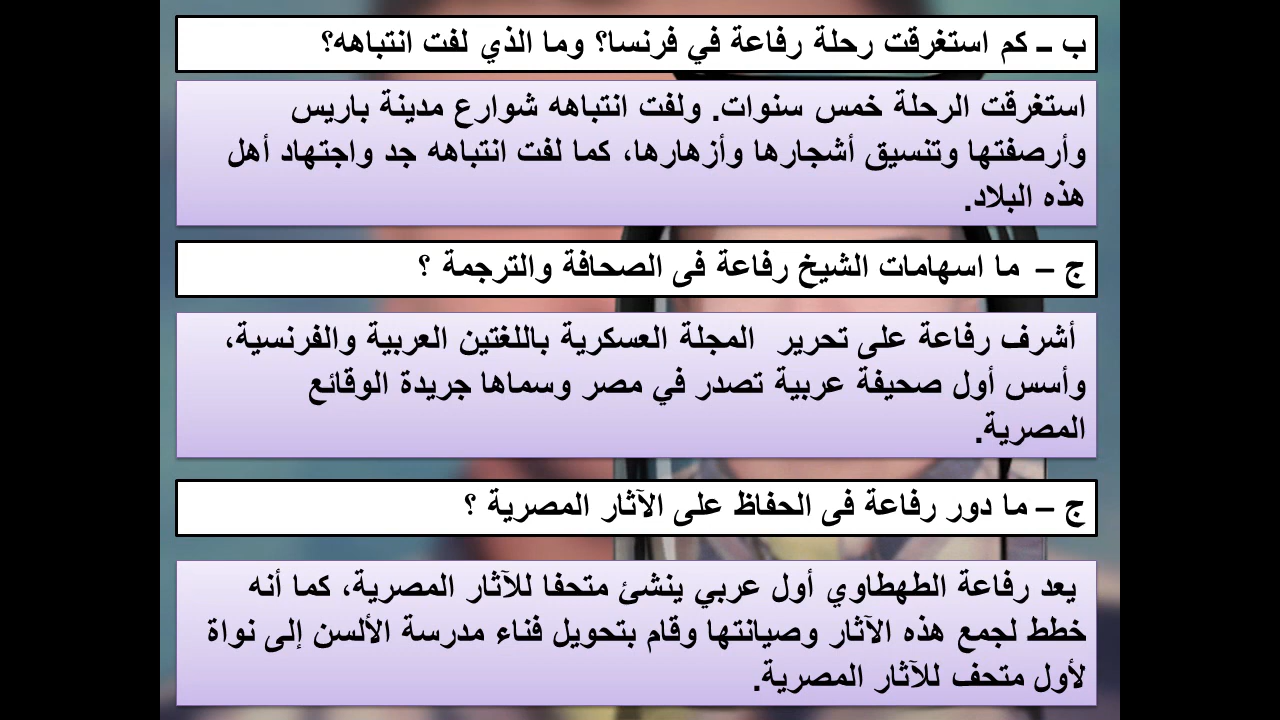 ب ـ كم استغرقت رحلة رفاعة في فرنسا؟ وما الذي لفت انتباهه؟
استغرقت الرحلة خمس سنوات. ولفت انتباهه شوارع مدينة باريس
وأرصفتها وتنسيق أشجارها وأزهارها، كما لفت انتباهه جد واجتهاد أهل
هذه البلاد.
ج – ما اسهامات الشيخ رفاعة فى الصحافة والترجمة ؟
أشرف رفاعة على تحرير المجلة العسكرية باللغتين العربية والفرنسية،
وأسس أول صحيفة عربية تصدر في مصر وسماها جريدة الوقائع
المصرية.
ج – ما دور رفاعة فى الحفاظ على الآثار المصرية ؟
يعد رفاعة الطهطاوي أول عربي ينشئ متحفا للآثار المصرية، كما أنه
خطط لجمع هذه الآثار وصيانتها وقام بتحويل فناء مدرسة الألسن إلى نواة
لأول متحف للآثار المصرية.